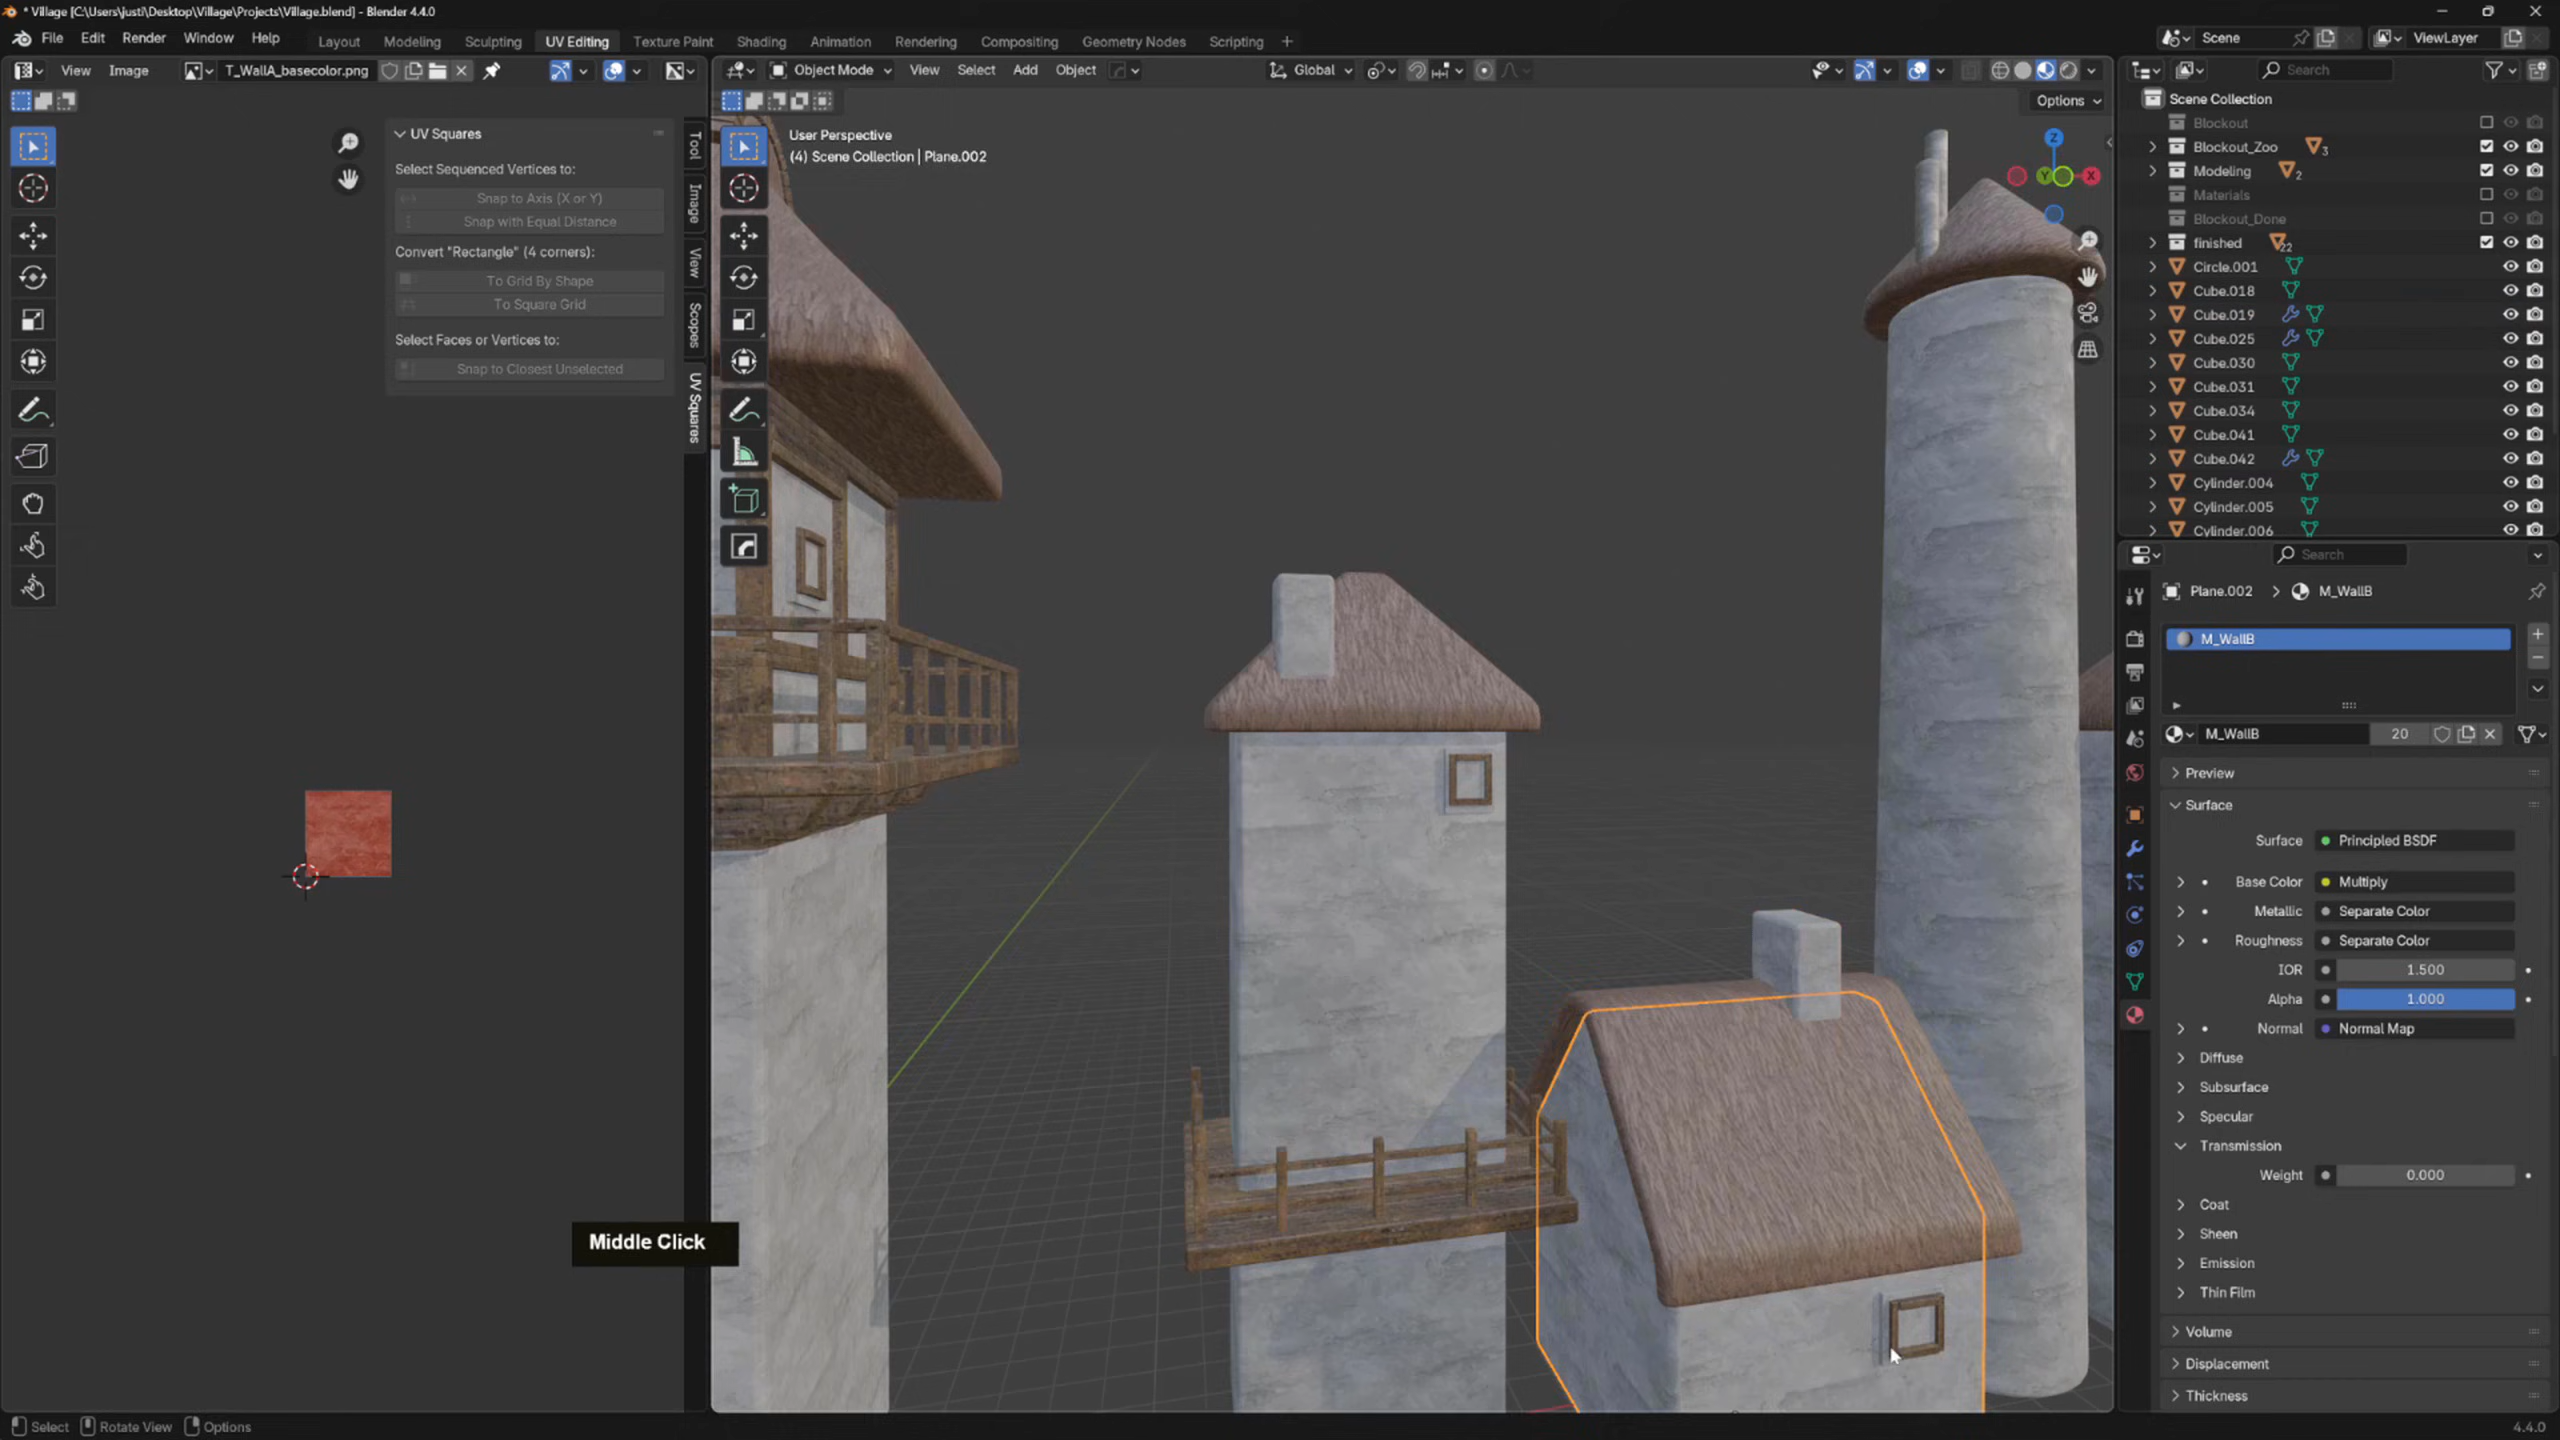 * Village [C:\Users\justi\Desktop\Village\Projects\Village.blend] - Blender 4.4.0
File Edit Render Window Help
Layout Modeling Sculpting UV Editing Texture Paint Shading Animation Rendering Compositing Geometry Nodes Scripting +
Scene
ViewLayer
View Image
T_WallA_basecolor.png
Object Mode
View Select Add Object
Global
Options
Search
UV Squares
Select Sequenced Vertices to:
Snap to Axis (X or Y)
Snap with Equal Distance
Convert "Rectangle" (4 corners):
To Grid By Shape
To Square Grid
Select Faces or Vertices to:
Snap to Closest Unselected
Tool
Image
View
Scopes
UV Squares
User Perspective
(4) Scene Collection | Plane.002
Z
Y
X
Scene Collection
Blockout
Blockout_Zoo 3
Modeling 2
Materials
Blockout_Done
finished 22
Circle.001
Cube.018
Cube.019
Cube.025
Cube.030
Cube.031
Cube.034
Cube.041
Cube.042
Cylinder.004
Cylinder.005
Cylinder.006
Search
Plane.002 > M_WallB
M_WallB
M_WallB 20
Preview
Surface
Surface Principled BSDF
Base Color Multiply
Metallic Separate Color
Roughness Separate Color
IOR 1.500
Alpha 1.000
Normal Normal Map
Diffuse
Subsurface
Specular
Transmission
Weight 0.000
Coat
Sheen
Emission
Thin Film
Volume
Displacement
Thickness
Middle Click
Select Rotate View Options
4.4.0